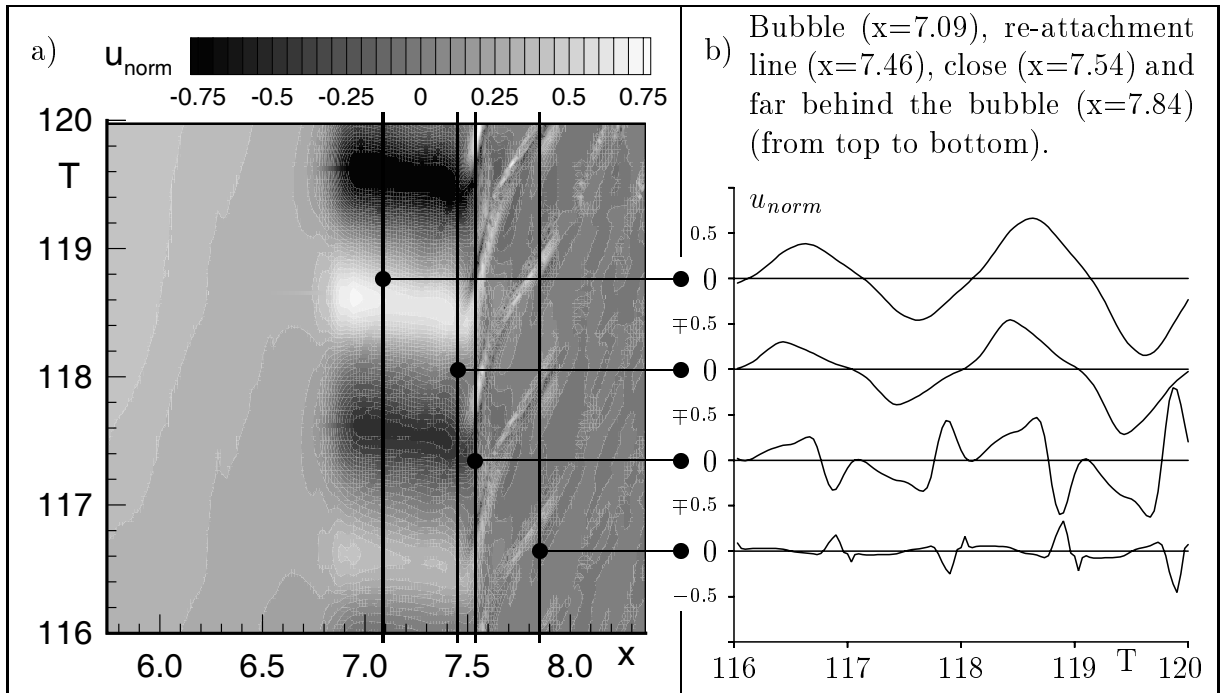 a)
u_norm
-0.75 -0.5 -0.25 0 0.25 0.5 0.75
120
T
119
118
117
116
6.0 6.5 7.0 7.5 8.0 x
b) Bubble (x=7.09), re-attachment
line (x=7.46), close (x=7.54) and
far behind the bubble (x=7.84)
(from top to bottom).
u_norm
0.5
0
∓0.5
0
∓0.5
0
∓0.5
0
−0.5
116 117 118 119 T 120